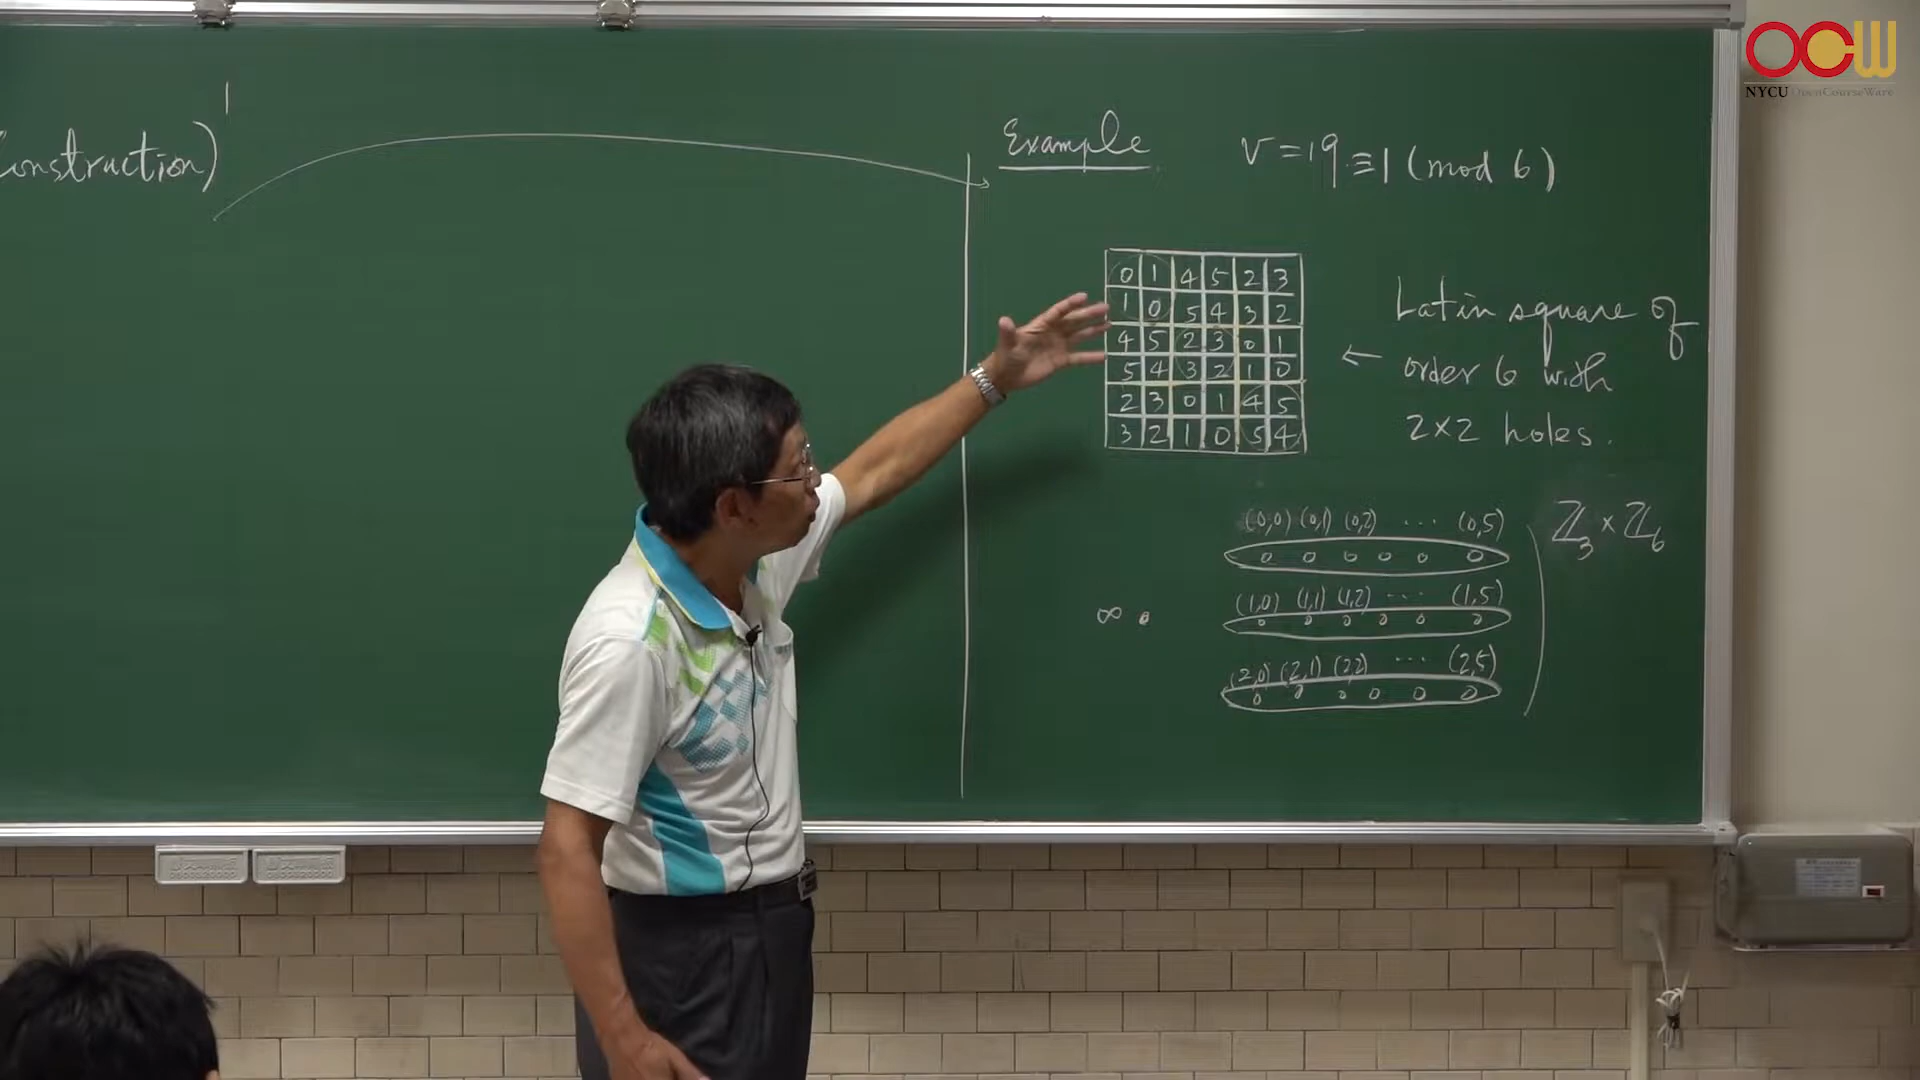 OCW
NYCU OpenCourseWare
Construction)
Example
V=19≡1 (mod 6)
0 1 4 5 2 3
1 0 5 4 3 2
4 5 2 3 0 1
5 4 3 2 1 0
2 3 0 1 4 5
3 2 1 0 5 4
← Latin square of
order 6 with
2×2 holes.
(0,0) (0,1) (0,2) ... (0,5)
ℤ₃×ℤ₆
(1,0) (1,1) (1,2) ... (1,5)
∞
(2,0) (2,1) (2,2) ... (2,5)